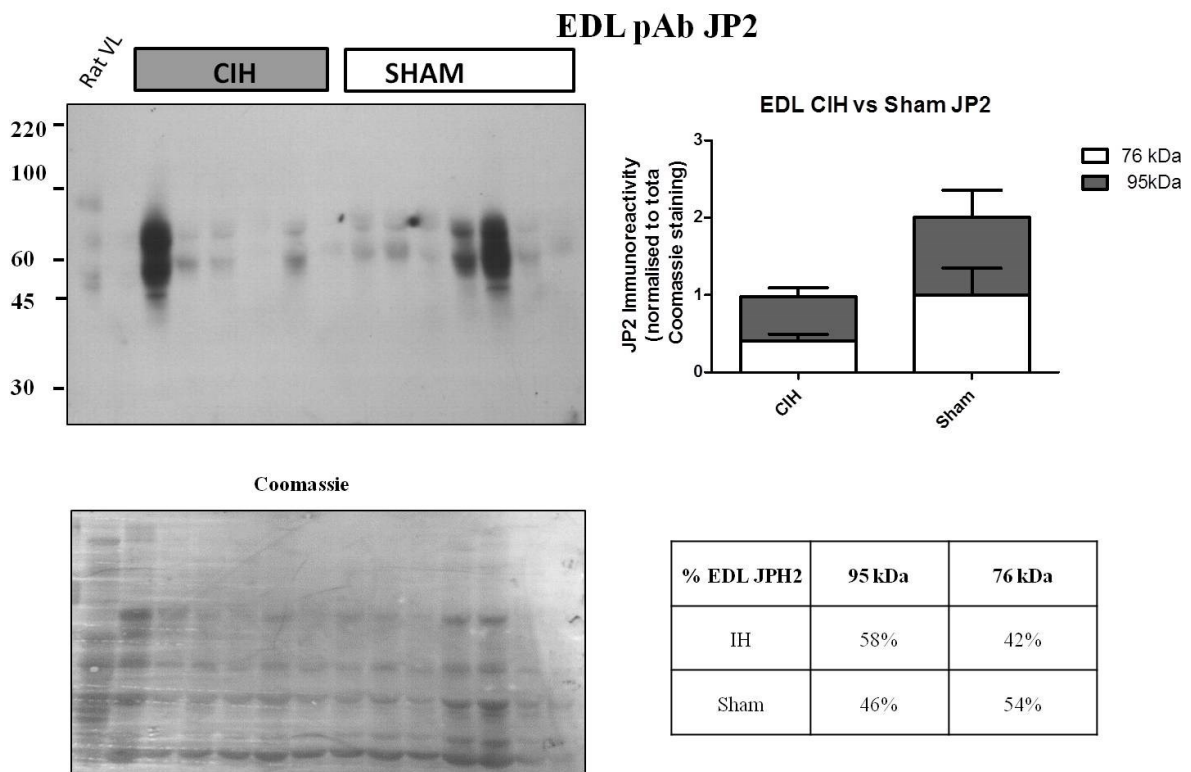 EDL pAb JP2
Rat VL
CIH
SHAM
220
100
60
45
30
EDL CIH vs Sham JP2
JP2 Immunoreactivity
(normalised to tota
Coomassie staining)
3
2
1
0
CIH
Sham
76 kDa
95kDa
Coomassie
% EDL JPH2 95 kDa 76 kDa
IH 58% 42%
Sham 46% 54%